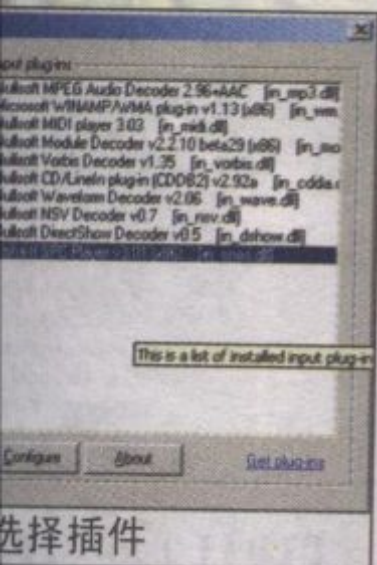 put plug-ins
ullsoft MPEG Audio Decoder 2.96+AAC [in_mp3.dll]
icrosoft WINAMP/WMA plug-in v1.13 (x86) [in_wm
ullsoft MIDI player 3.03 [in_midi.dll]
ullsoft Module Decoder v2.2.10 beta29 (x86) [in_mo
ullsoft Vorbis Decoder v1.35 [in_vorbis.dll]
ullsoft CD/LineIn plug-in (CDDB2) v2.92a [in_cdda.d
ullsoft Waveform Decoder v2.06 [in_wave.dll]
ullsoft NSV Decoder v0.7 [in_nsv.dll]
ullsoft DirectShow Decoder v0.5 [in_dshow.dll]
This is a list of installed input plug-in
Configure About Get plug-ins
选择插件